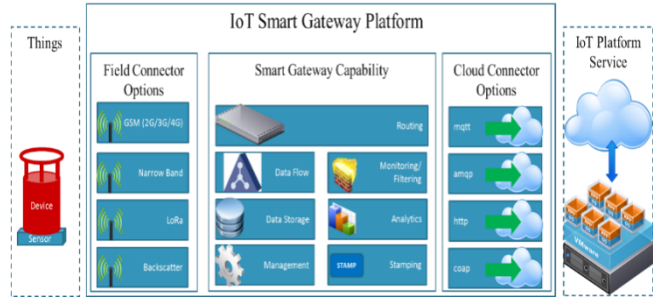 IoT Smart Gateway Platform
Things
Field Connector
Options
GSM (2G/3G/4G)
Narrow Band
LoRa
Backscatter
Smart Gateway Capability
Routing
Data Flow
Monitoring/
Filtering
Data Storage
Analytics
Management
STAMP
Stamping
Cloud Connector
Options
mqtt
amqp
http
coap
IoT Platform
Service
VMware
Device
Sensor